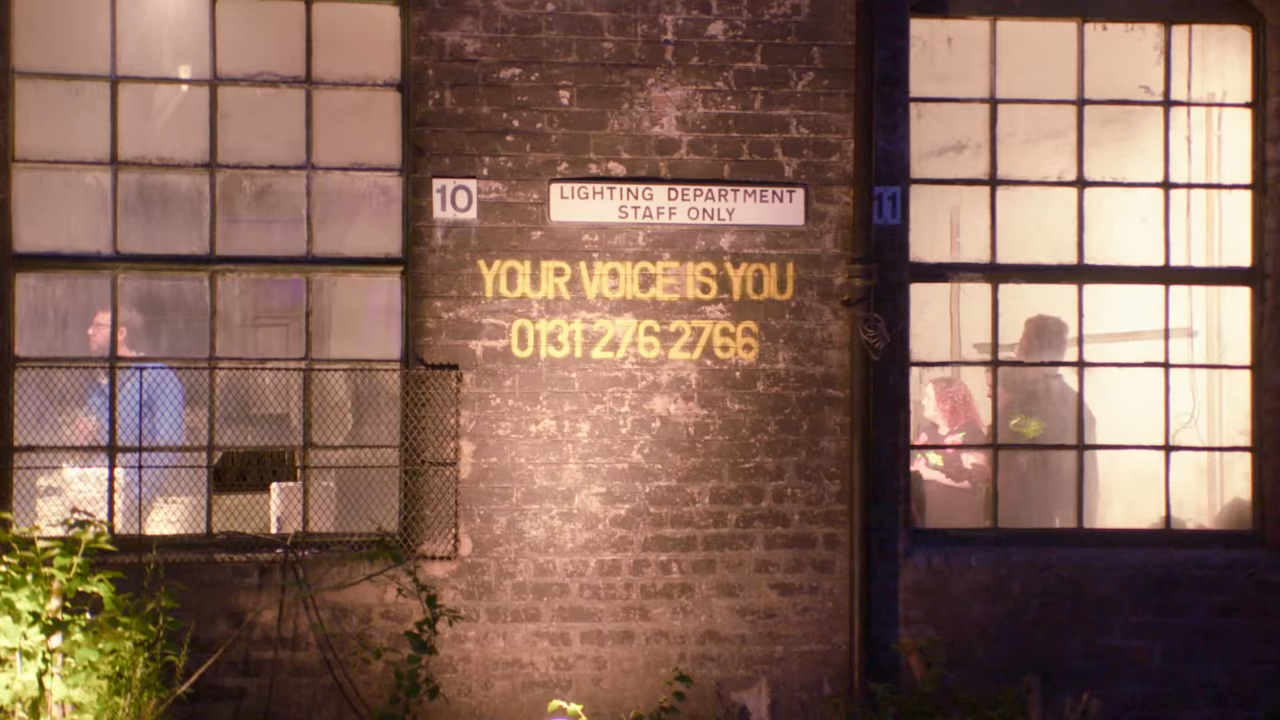 10
LIGHTING DEPARTMENT
STAFF ONLY
11
YOUR VOICE IS YOU
0131 276 2766